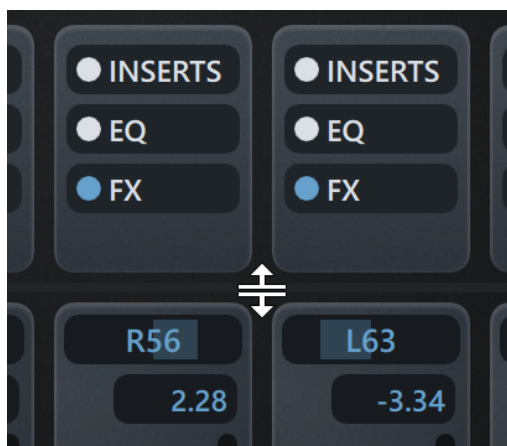 INSERTS INSERTS
EQ EQ
FX FX
R56 L63
2.28 -3.34